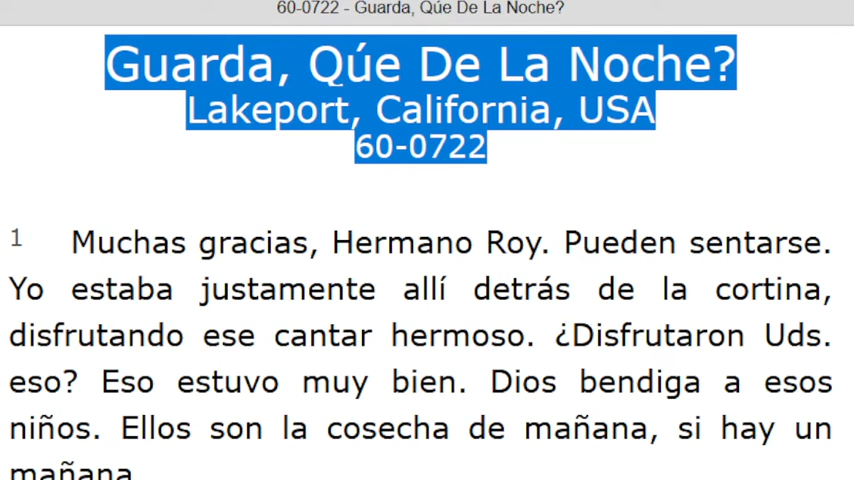 60-0722 - Guarda, Qúe De La Noche?
Guarda, Qúe De La Noche?
Lakeport, California, USA
60-0722
1 Muchas gracias, Hermano Roy. Pueden sentarse.
Yo estaba justamente allí detrás de la cortina,
disfrutando ese cantar hermoso. ¿Disfrutaron Uds.
eso? Eso estuvo muy bien. Dios bendiga a esos
niños. Ellos son la cosecha de mañana, si hay un
mañana.